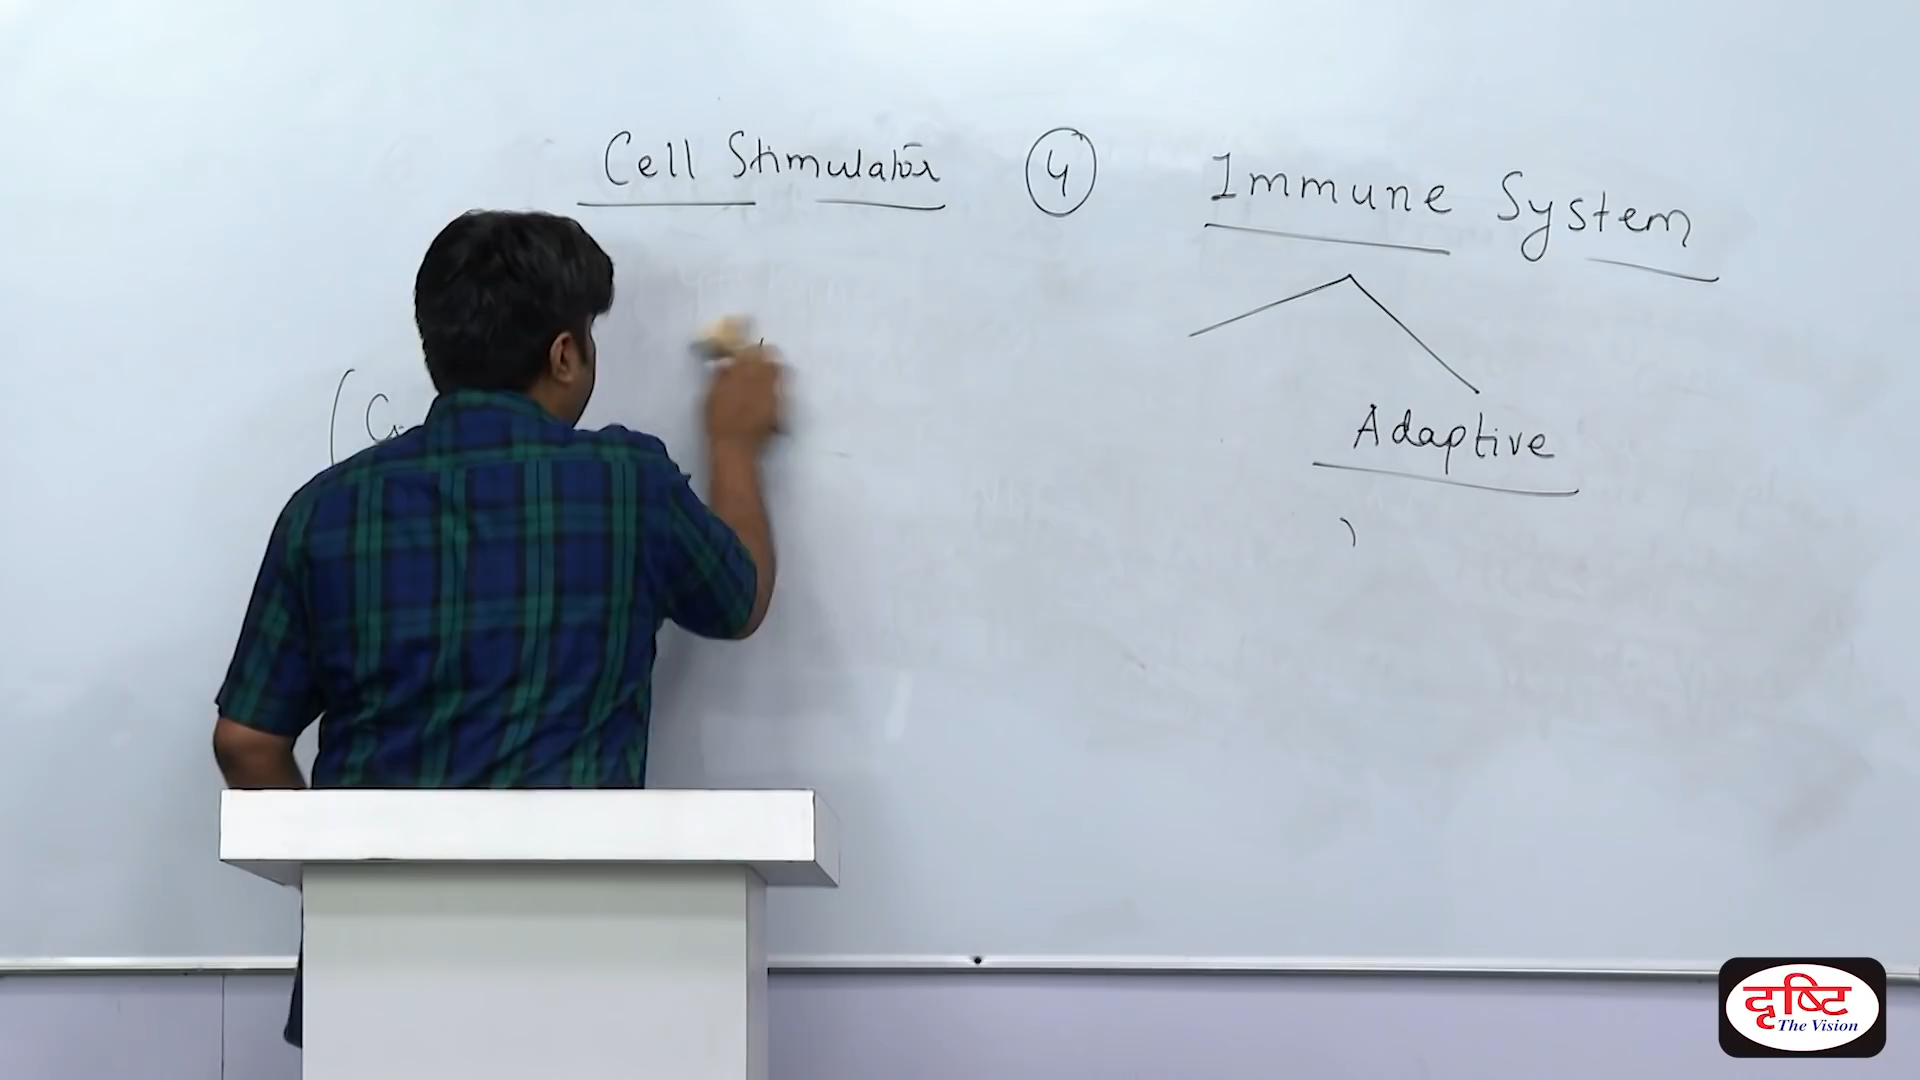 Cell Stimulator
4
Immune System
Adaptive
दृष्टि
The Vision